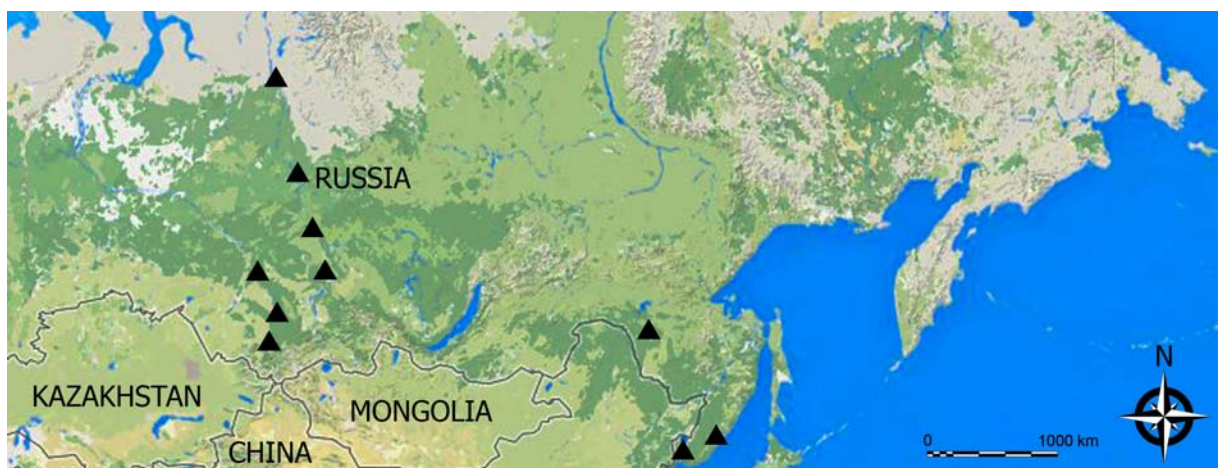 RUSSIA
KAZAKHSTAN
MONGOLIA
CHINA
N
0 1000 km